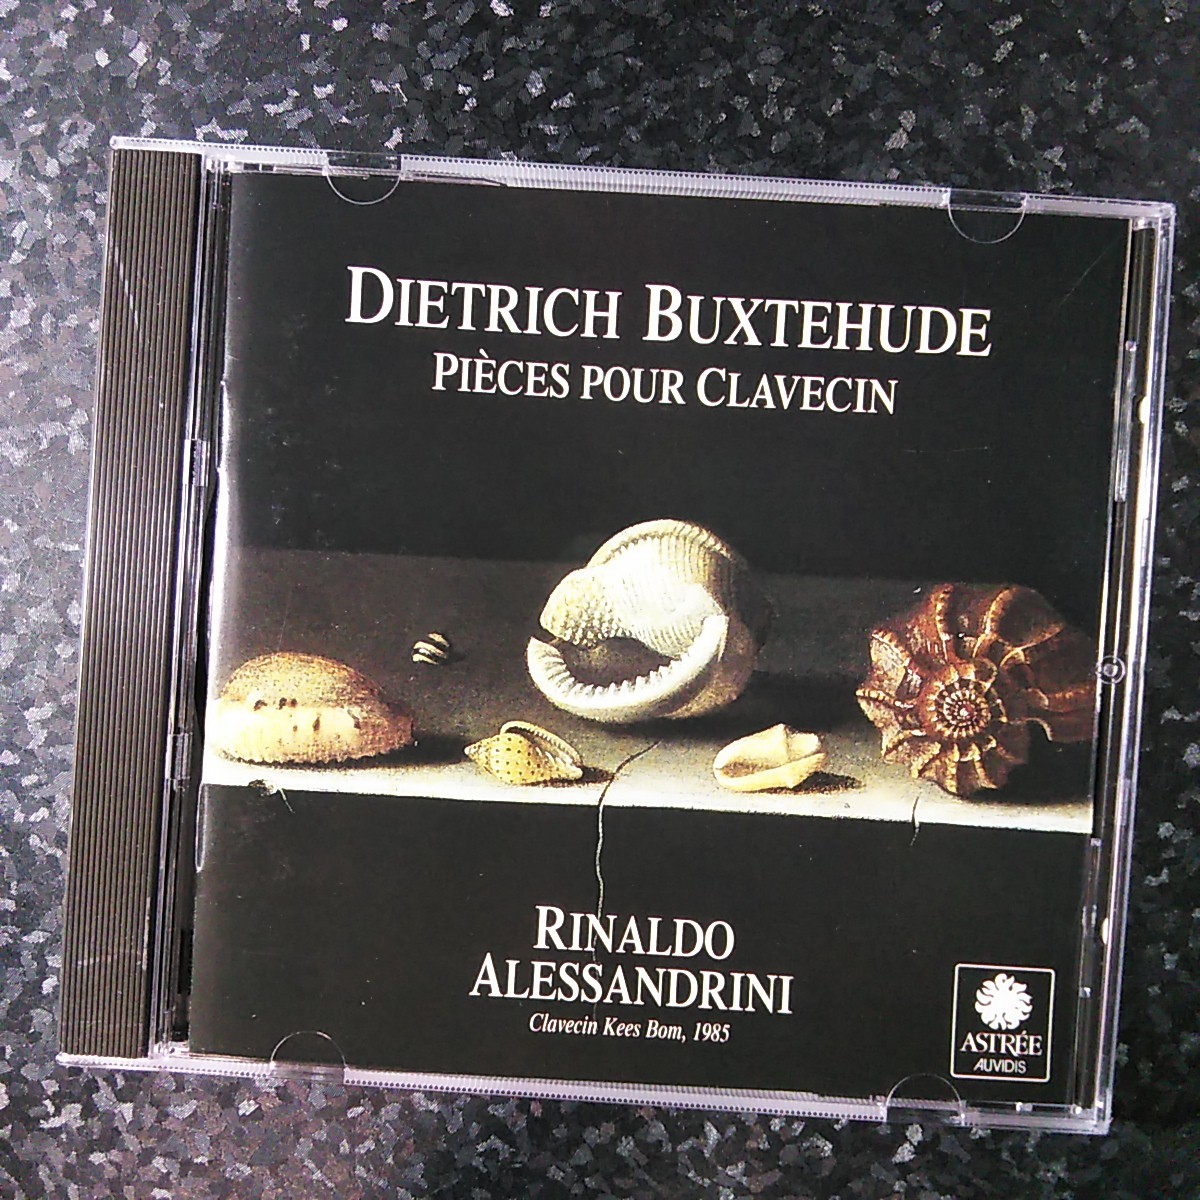 DIETRICH BUXTEHUDE
PIÈCES POUR CLAVECIN
RINALDO
ALESSANDRINI
Clavecin Kees Bom, 1985
ASTRÉE
AUVIDIS